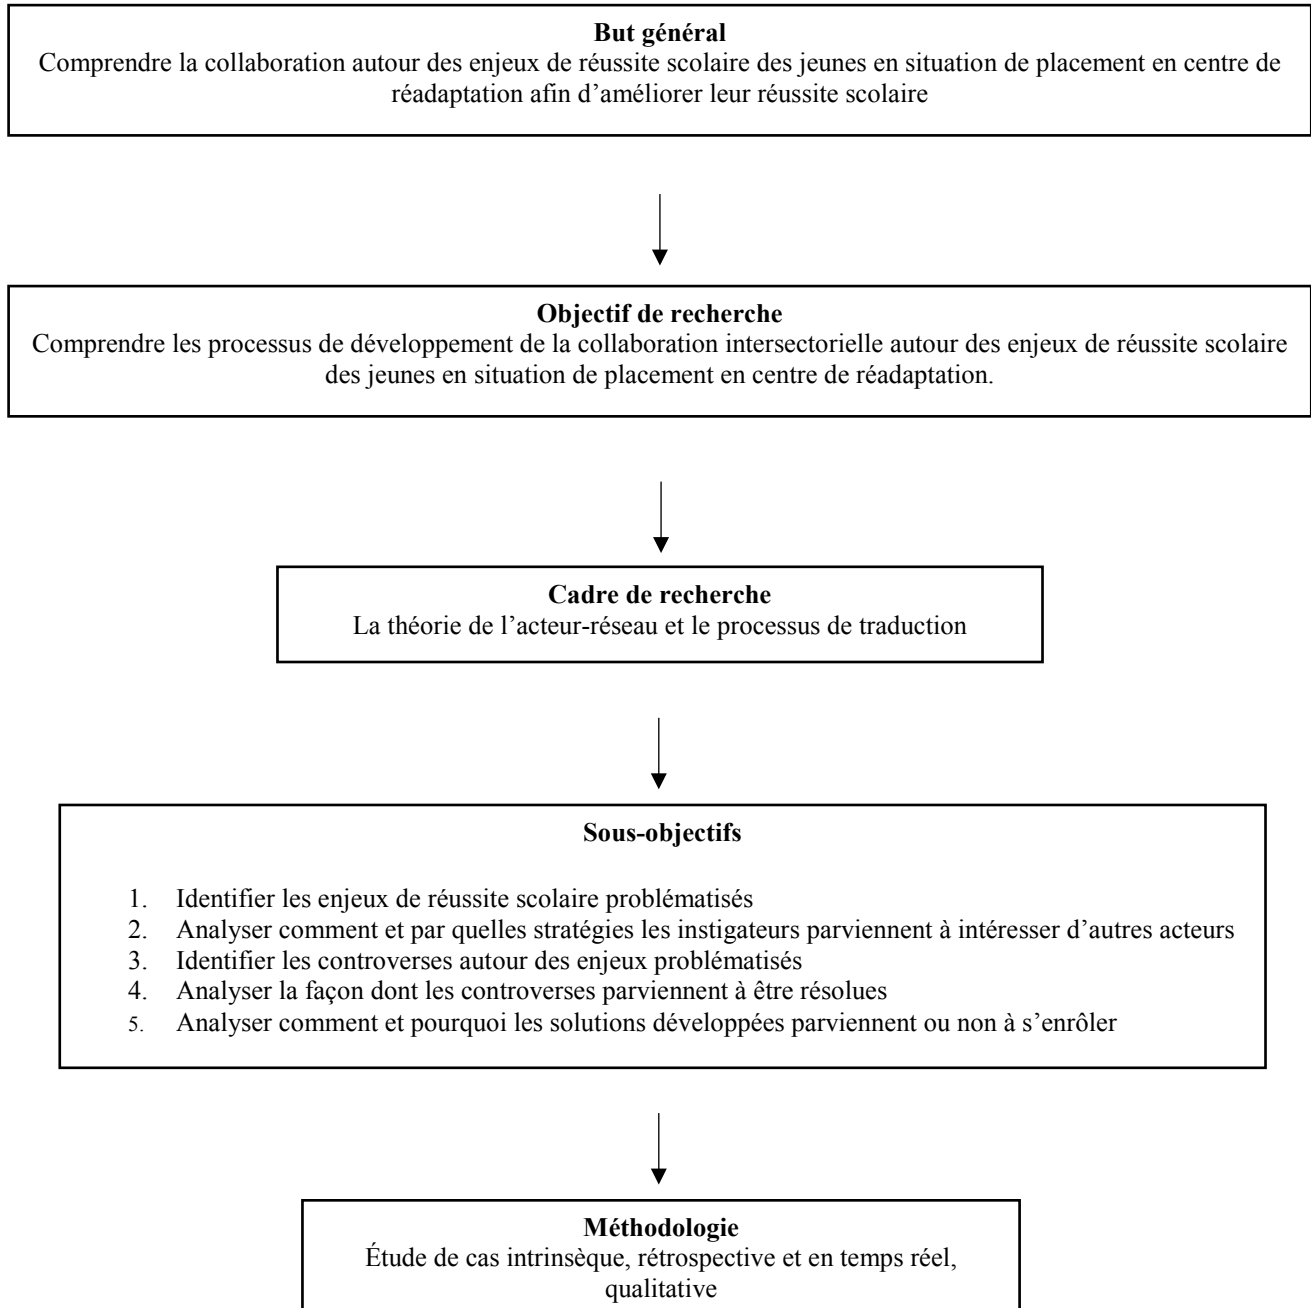 But général
Comprendre la collaboration autour des enjeux de réussite scolaire des jeunes en situation de placement en centre de
réadaptation afin d’améliorer leur réussite scolaire
Objectif de recherche
Comprendre les processus de développement de la collaboration intersectorielle autour des enjeux de réussite scolaire
des jeunes en situation de placement en centre de réadaptation.
Cadre de recherche
La théorie de l’acteur-réseau et le processus de traduction
Sous-objectifs
1. Identifier les enjeux de réussite scolaire problématisés
2. Analyser comment et par quelles stratégies les instigateurs parviennent à intéresser d’autres acteurs
3. Identifier les controverses autour des enjeux problématisés
4. Analyser la façon dont les controverses parviennent à être résolues
5. Analyser comment et pourquoi les solutions développées parviennent ou non à s’enrôler
Méthodologie
Étude de cas intrinsèque, rétrospective et en temps réel,
qualitative